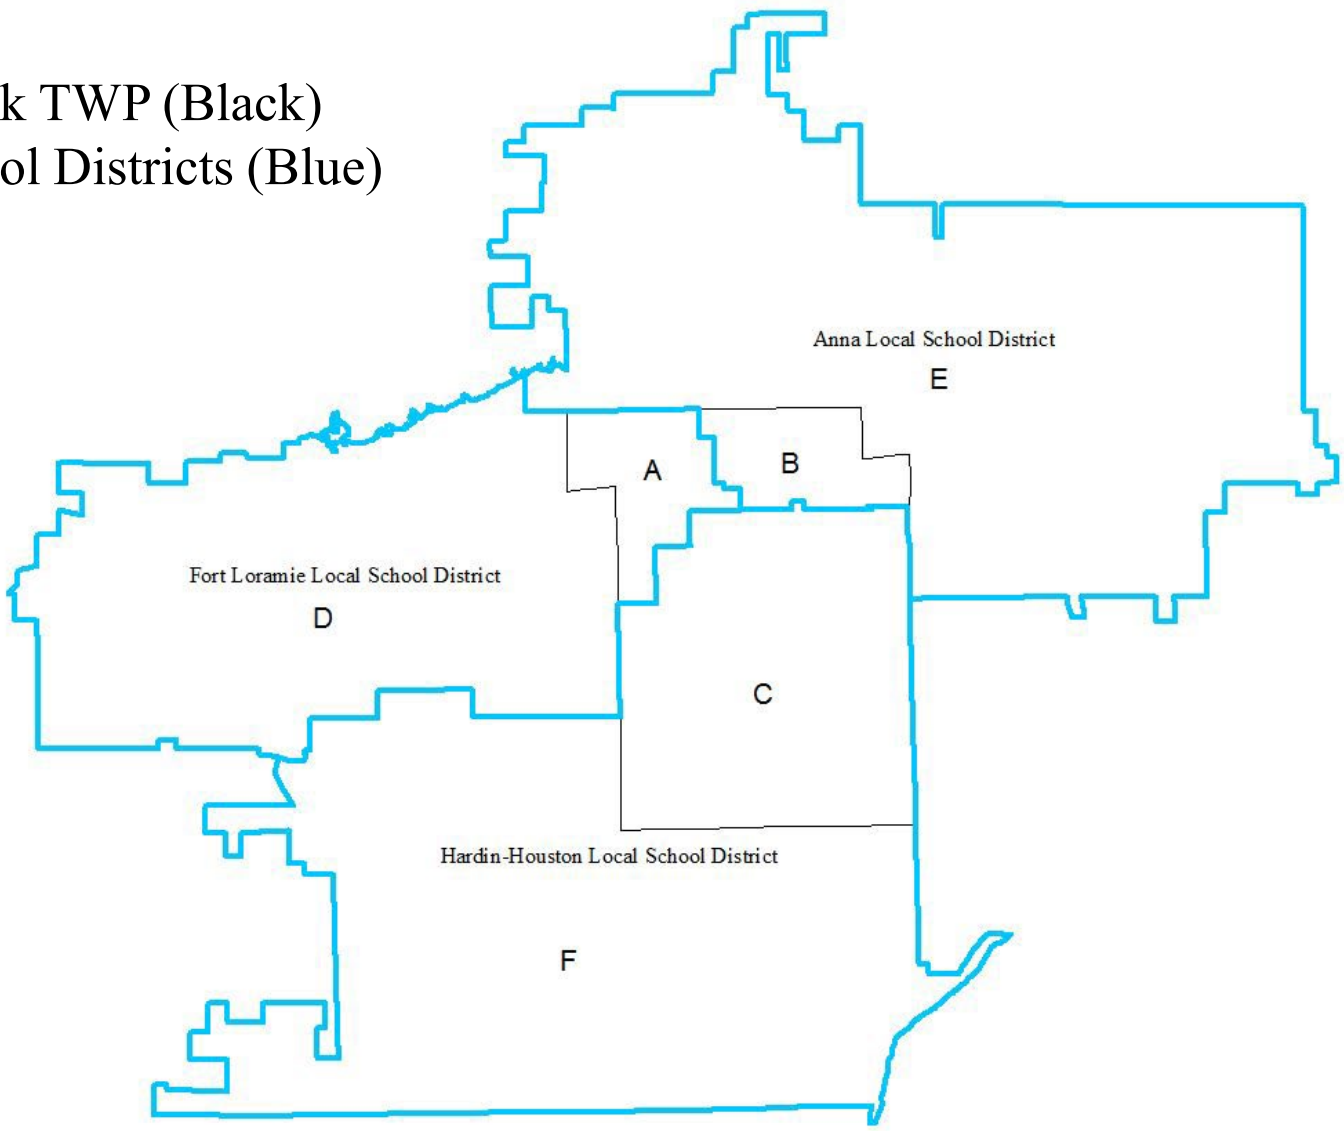 k TWP (Black)
ol Districts (Blue)
Anna Local School District
E
A
B
Fort Loramie Local School District
D
C
Hardin-Houston Local School District
F